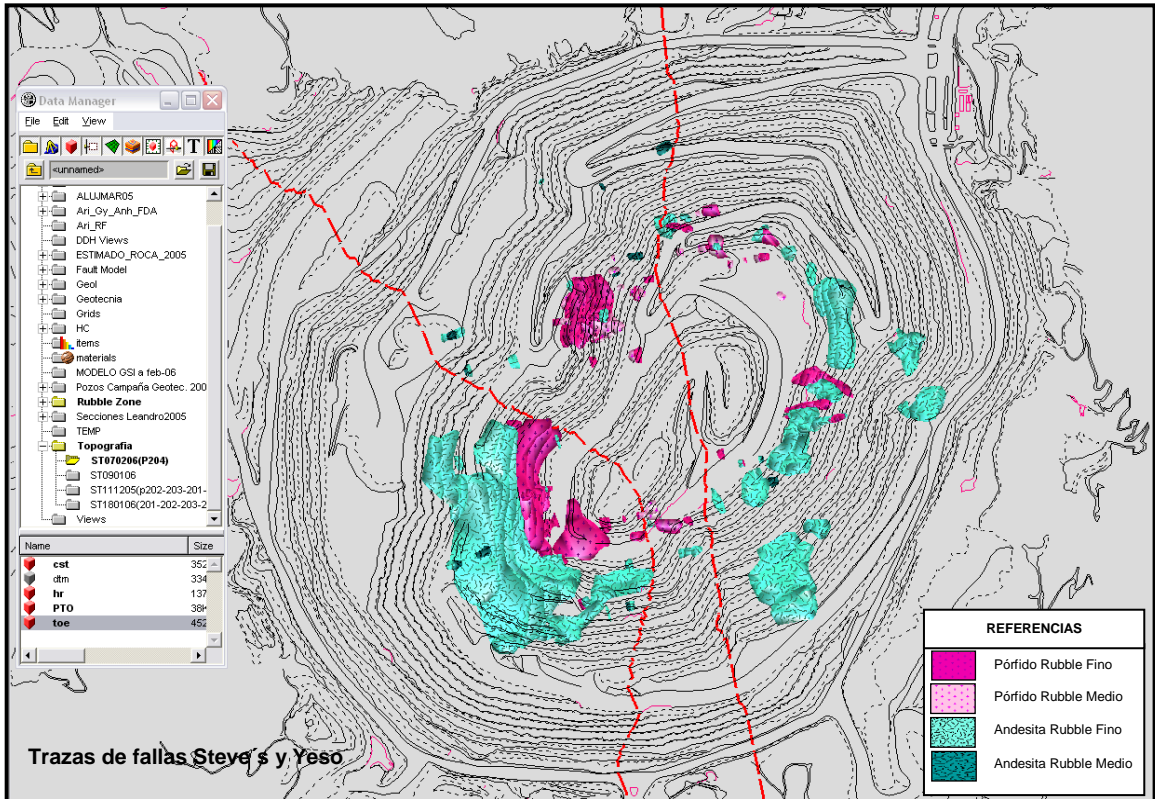 Data Manager
File Edit View
T
<unnamed>
ALUJMAR05
Ari_Gy_Anh_FDA
Ari_RF
DDH Views
ESTIMADO_ROCA_2005
Fault Model
Geol
Geotecnia
Grids
HC
items
materials
MODELO GSI a feb-06
Pozos Campaña Geotec. 200
Rubble Zone
Secciones Leandro2005
TEMP
Topografia
ST070206(P204)
ST090106
ST111205(p202-203-201-
ST180106(201-202-203-2
Views
Name Size
cst 352
dtm 334
hr 137
PTO 38
toe 452
REFERENCIAS
Pórfido Rubble Fino
Pórfido Rubble Medio
Andesita Rubble Fino
Andesita Rubble Medio
Trazas de fallas Steve´s y Yeso